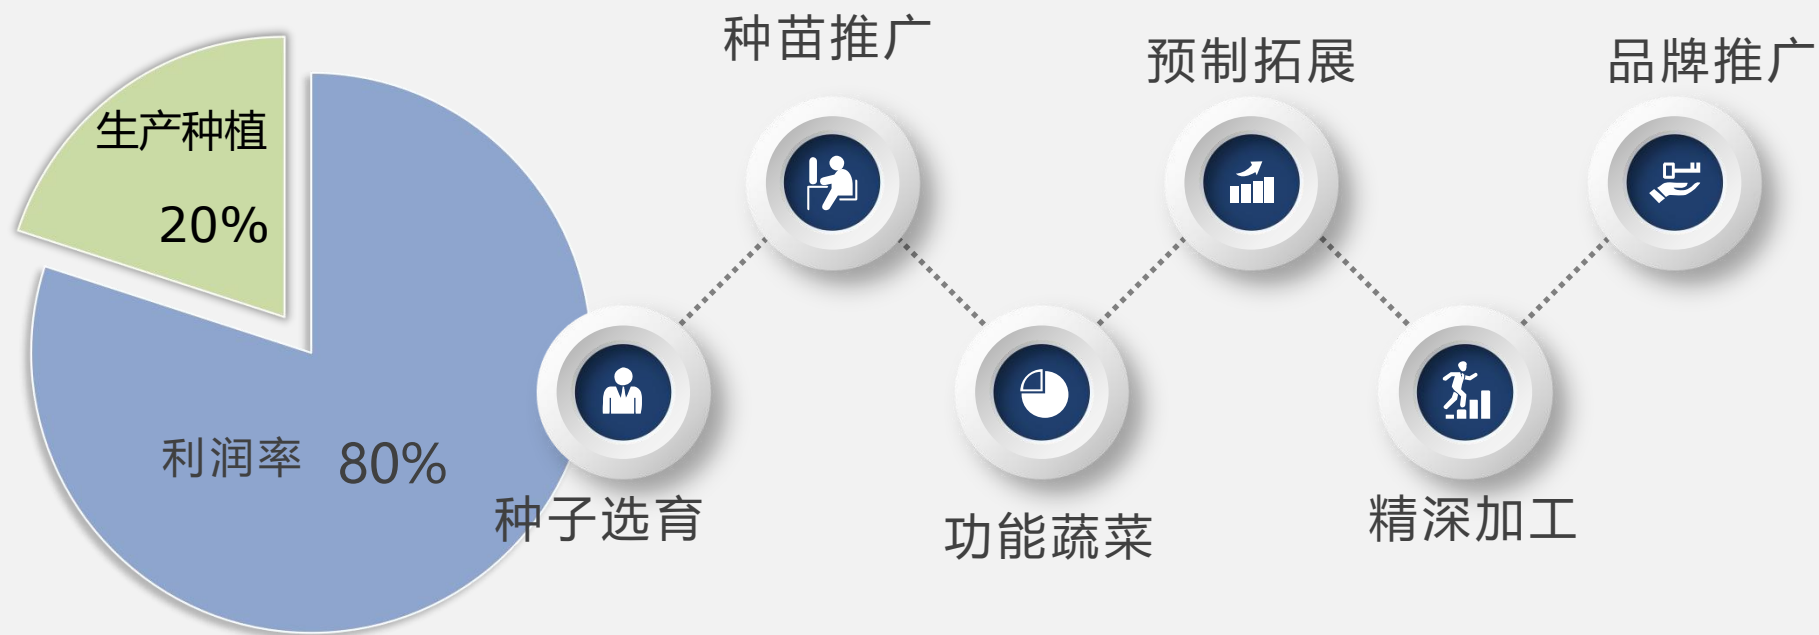 生产种植
20%
利润率 80%
种子选育
种苗推广
功能蔬菜
预制拓展
精深加工
品牌推广